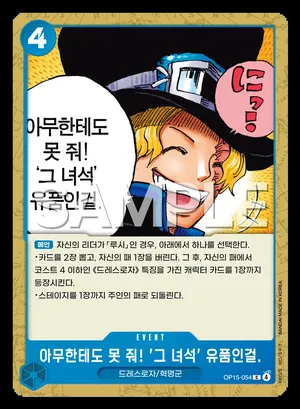 4
아무한테도
못 줘!
'그 녀석'
유품인걸.
にっ!
SAMPLE
메인 자신의 리더가 「루시」인 경우, 아래에서 하나를 선택한다.
•카드를 2장 뽑고, 자신의 패 1장을 버린다. 그 후, 자신의 패에서
코스트 4 이하인 《드레스로자》 특징을 가진 캐릭터 카드를 1장까지
등장시킨다.
•스테이지를 1장까지 주인의 패로 되돌린다.
EVENT
아무한테도 못 줘! '그 녀석' 유품인걸.
드레스로자/혁명군
OP15-054